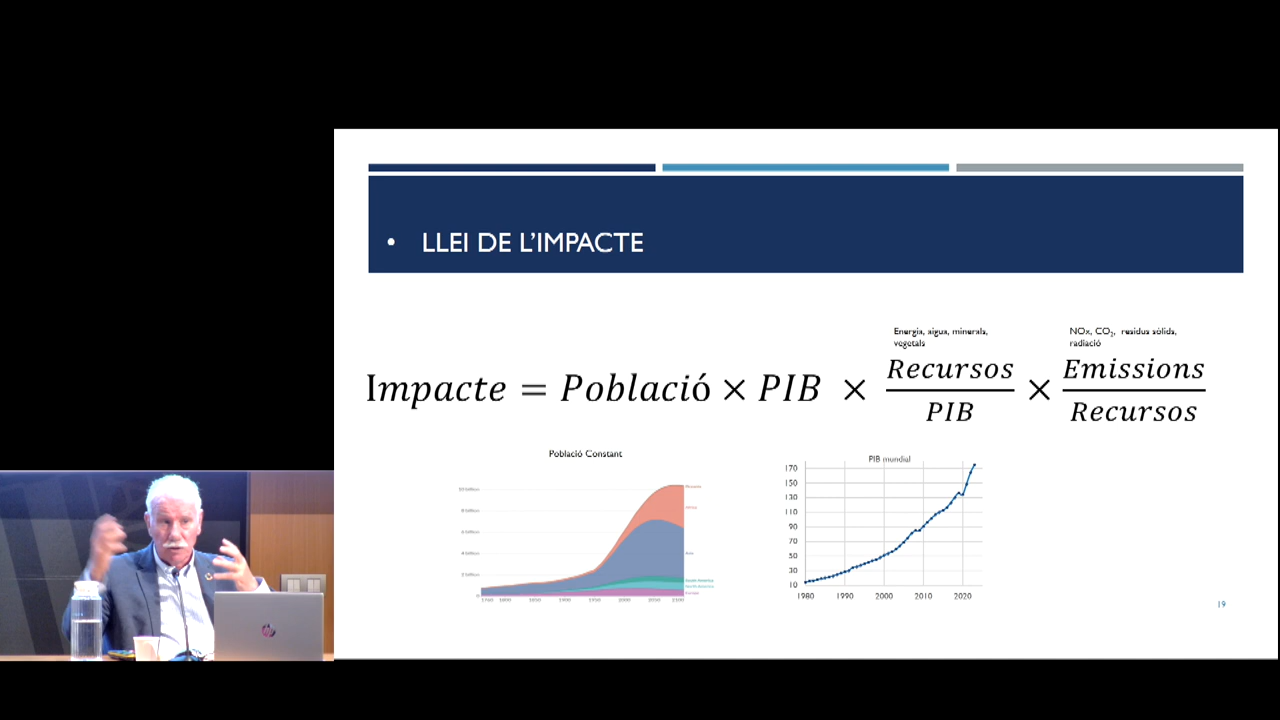 • LLEI DE L'IMPACTE
Energia, aigua, minerals,
vegetals
NOx, CO₂, residus sòlids,
radiació
Impacte = Població × PIB × Recursos/PIB × Emissions/Recursos
Població Constant
PIB mundial
170
150
130
110
90
70
50
30
10
1980 1990 2000 2010 2020
19